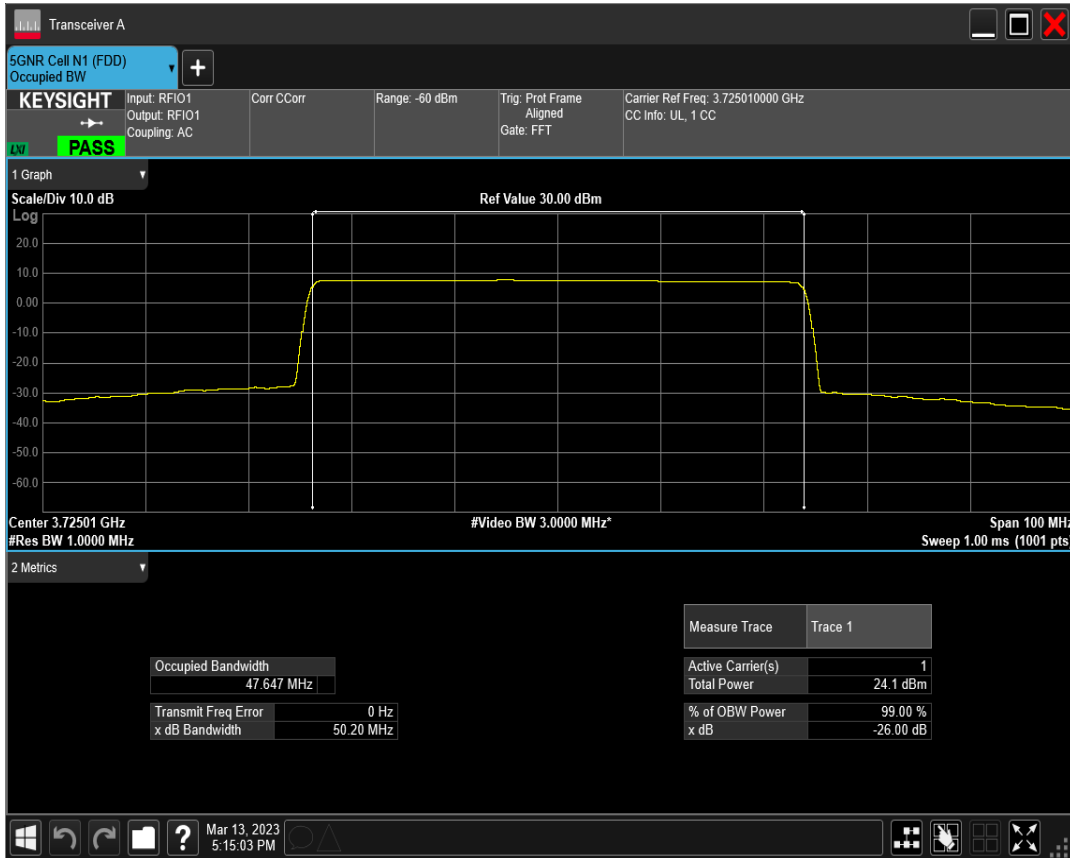 Transceiver A
5GNR Cell N1 (FDD)
Occupied BW
+
KEYSIGHT
LXI
PASS
Input: RFIO1
Output: RFIO1
Coupling: AC
Corr CCorr
Range: -60 dBm
Trig: Prot Frame
Aligned
Gate: FFT
Carrier Ref Freq: 3.725010000 GHz
CC Info: UL, 1 CC
1 Graph
Scale/Div 10.0 dB
Ref Value 30.00 dBm
Log
20.0
10.0
0.00
-10.0
-20.0
-30.0
-40.0
-50.0
-60.0
Center 3.72501 GHz
#Video BW 3.0000 MHz*
Span 100 MHz
#Res BW 1.0000 MHz
Sweep 1.00 ms (1001 pts)
2 Metrics
Measure Trace Trace 1
Occupied Bandwidth
47.647 MHz
Active Carrier(s) 1
Total Power 24.1 dBm
Transmit Freq Error 0 Hz
x dB Bandwidth 50.20 MHz
% of OBW Power 99.00 %
x dB -26.00 dB
?
Mar 13, 2023
5:15:03 PM